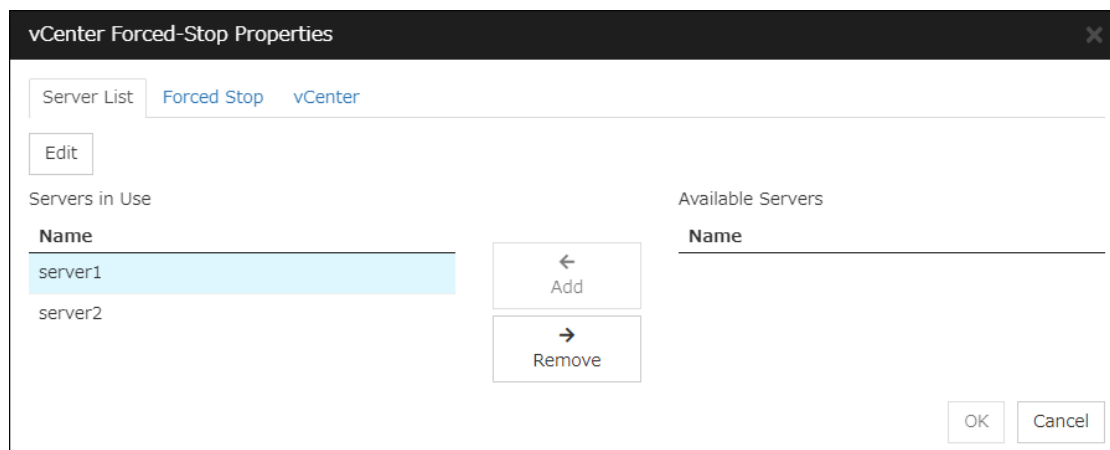 vCenter Forced-Stop Properties
Server List Forced Stop vCenter
Edit
Servers in Use
Name
server1
server2
← Add
→ Remove
Available Servers
Name
OK Cancel